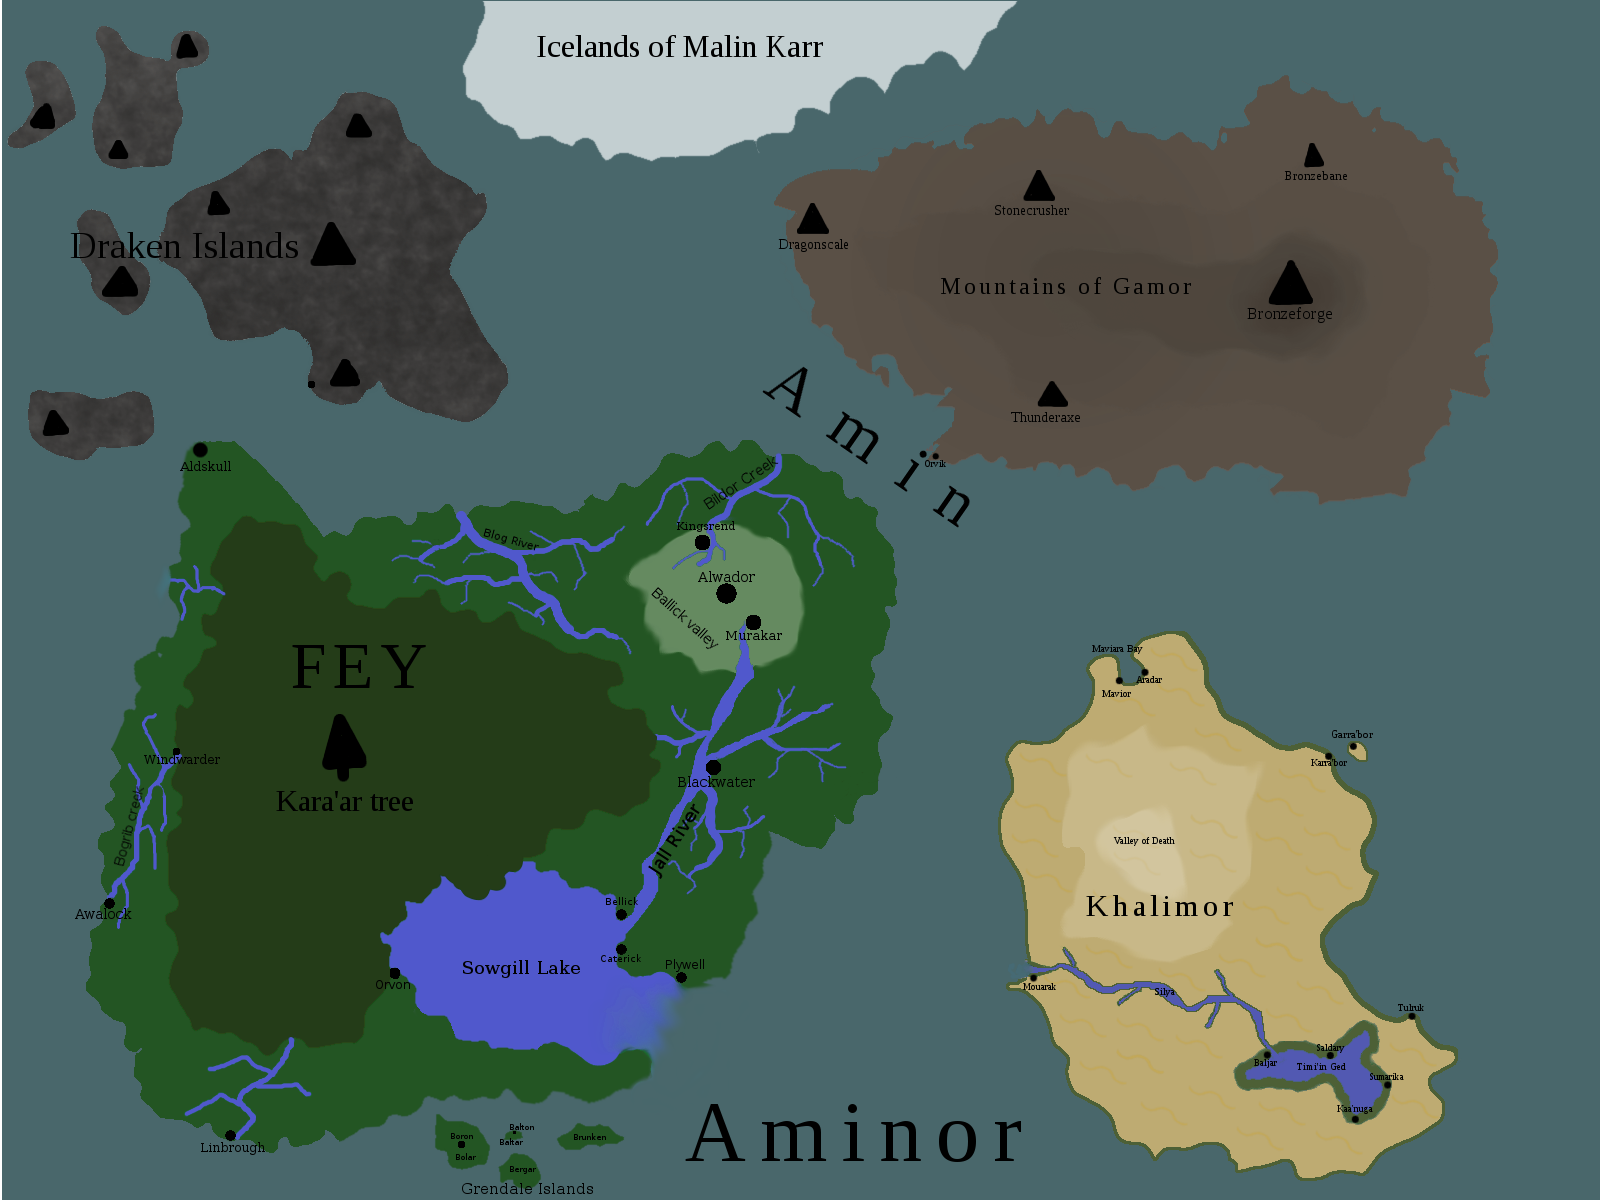 Icelands of Malin Karr
Draken Islands
Bronzebane
Stonecrusher
Dragonscale
Mountains of Gamor
Bronzeforge
Thunderaxe
Orvik
Amin
Aldskull
Bildor Creek
Kingsrend
Blog River
Alwador
Ballick valley
Murakar
FEY
Kara'ar tree
Windwarder
Bogrib creek
Awalock
Blackwater
Jall River
Bellick
Caterick
Plywell
Sowgill Lake
Orvon
Linbrough
Maviara Bay
Aradar
Mavior
Garra'bor
Karra'bor
Valley of Death
Khalimor
Mouarak
Silya
Tulruk
Baljar
Saldary
Timi'in Ged
Sumarika
Kaa'nuga
Boron
Bolar
Balton
Baltar
Brunken
Bergar
Grendale Islands
Aminor